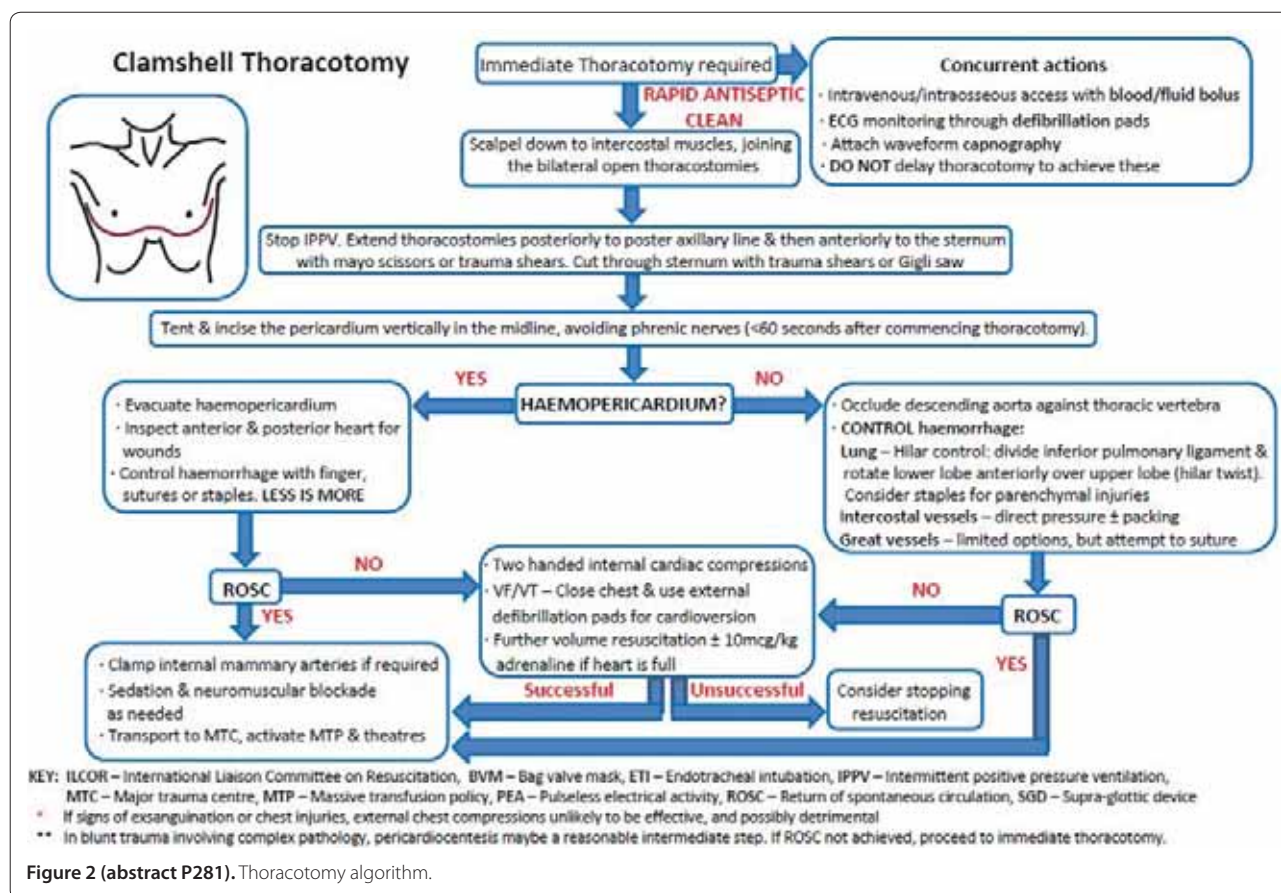 Clamshell Thoracotomy
Immediate Thoracotomy required
RAPID ANTISEPTIC
CLEAN
Scalpel down to intercostal muscles, joining
the bilateral open thoracostomies
Concurrent actions
· Intravenous/intraosseous access with blood/fluid bolus
· ECG monitoring through defibrillation pads
· Attach waveform capnography
· DO NOT delay thoracotomy to achieve these
Stop IPPV. Extend thoracostomies posteriorly to poster axillary line & then anteriorly to the sternum
with mayo scissors or trauma shears. Cut through sternum with trauma shears or Gigli saw
Tent & incise the pericardium vertically in the midline, avoiding phrenic nerves (<60 seconds after commencing thoracotomy).
HAEMOPERICARDIUM?
YES
NO
· Evacuate haemopericardium
· Inspect anterior & posterior heart for
wounds
· Control haemorrhage with finger,
sutures or staples. LESS IS MORE
· Occlude descending aorta against thoracic vertebra
· CONTROL haemorrhage:
Lung – Hilar control: divide inferior pulmonary ligament &
rotate lower lobe anteriorly over upper lobe (hilar twist).
Consider staples for parenchymal injuries
Intercostal vessels – direct pressure ± packing
Great vessels – limited options, but attempt to suture
ROSC
NO
YES
· Two handed internal cardiac compressions
· VF/VT – Close chest & use external
defibrillation pads for cardioversion
· Further volume resuscitation ± 10mcg/kg
adrenaline if heart is full
NO
ROSC
YES
Successful
Unsuccessful
· Clamp internal mammary arteries if required
· Sedation & neuromuscular blockade
as needed
· Transport to MTC, activate MTP & theatres
Consider stopping
resuscitation
KEY: ILCOR – International Liaison Committee on Resuscitation, BVM – Bag valve mask, ETI – Endotracheal intubation, IPPV – Intermittent positive pressure ventilation,
MTC – Major trauma centre, MTP – Massive transfusion policy, PEA – Pulseless electrical activity, ROSC – Return of spontaneous circulation, SGD – Supra-glottic device
* If signs of exsanguination or chest injuries, external chest compressions unlikely to be effective, and possibly detrimental
** In blunt trauma involving complex pathology, pericardiocentesis maybe a reasonable intermediate step. If ROSC not achieved, proceed to immediate thoracotomy.
Figure 2 (abstract P281). Thoracotomy algorithm.